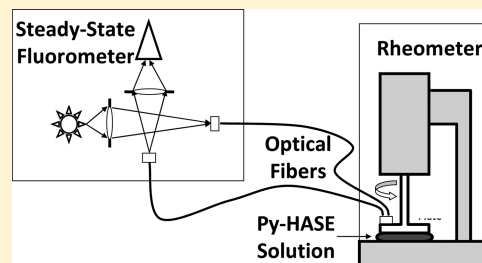 Steady-State
Fluorometer
Rheometer
Optical
Fibers
Py-HASE
Solution